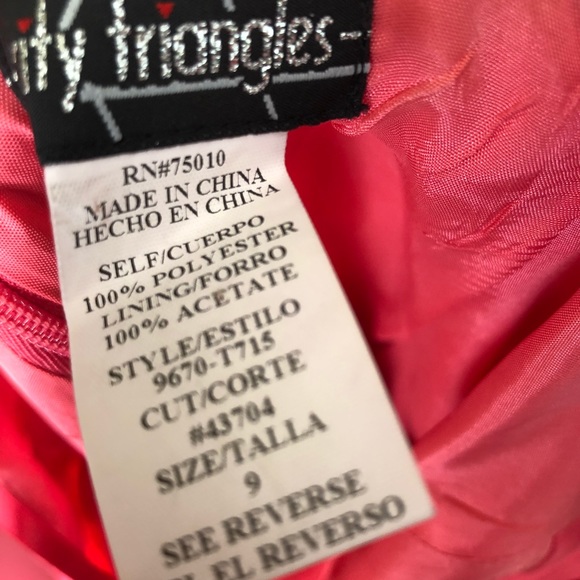 ity triangles
RN#75010
MADE IN CHINA
HECHO EN CHINA
SELF/CUERPO
100% POLYESTER
LINING/FORRO
100% ACETATE
STYLE/ESTILO
9670-T715
CUT/CORTE
#43704
SIZE/TALLA
9
SEE REVERSE
EL REVERSO